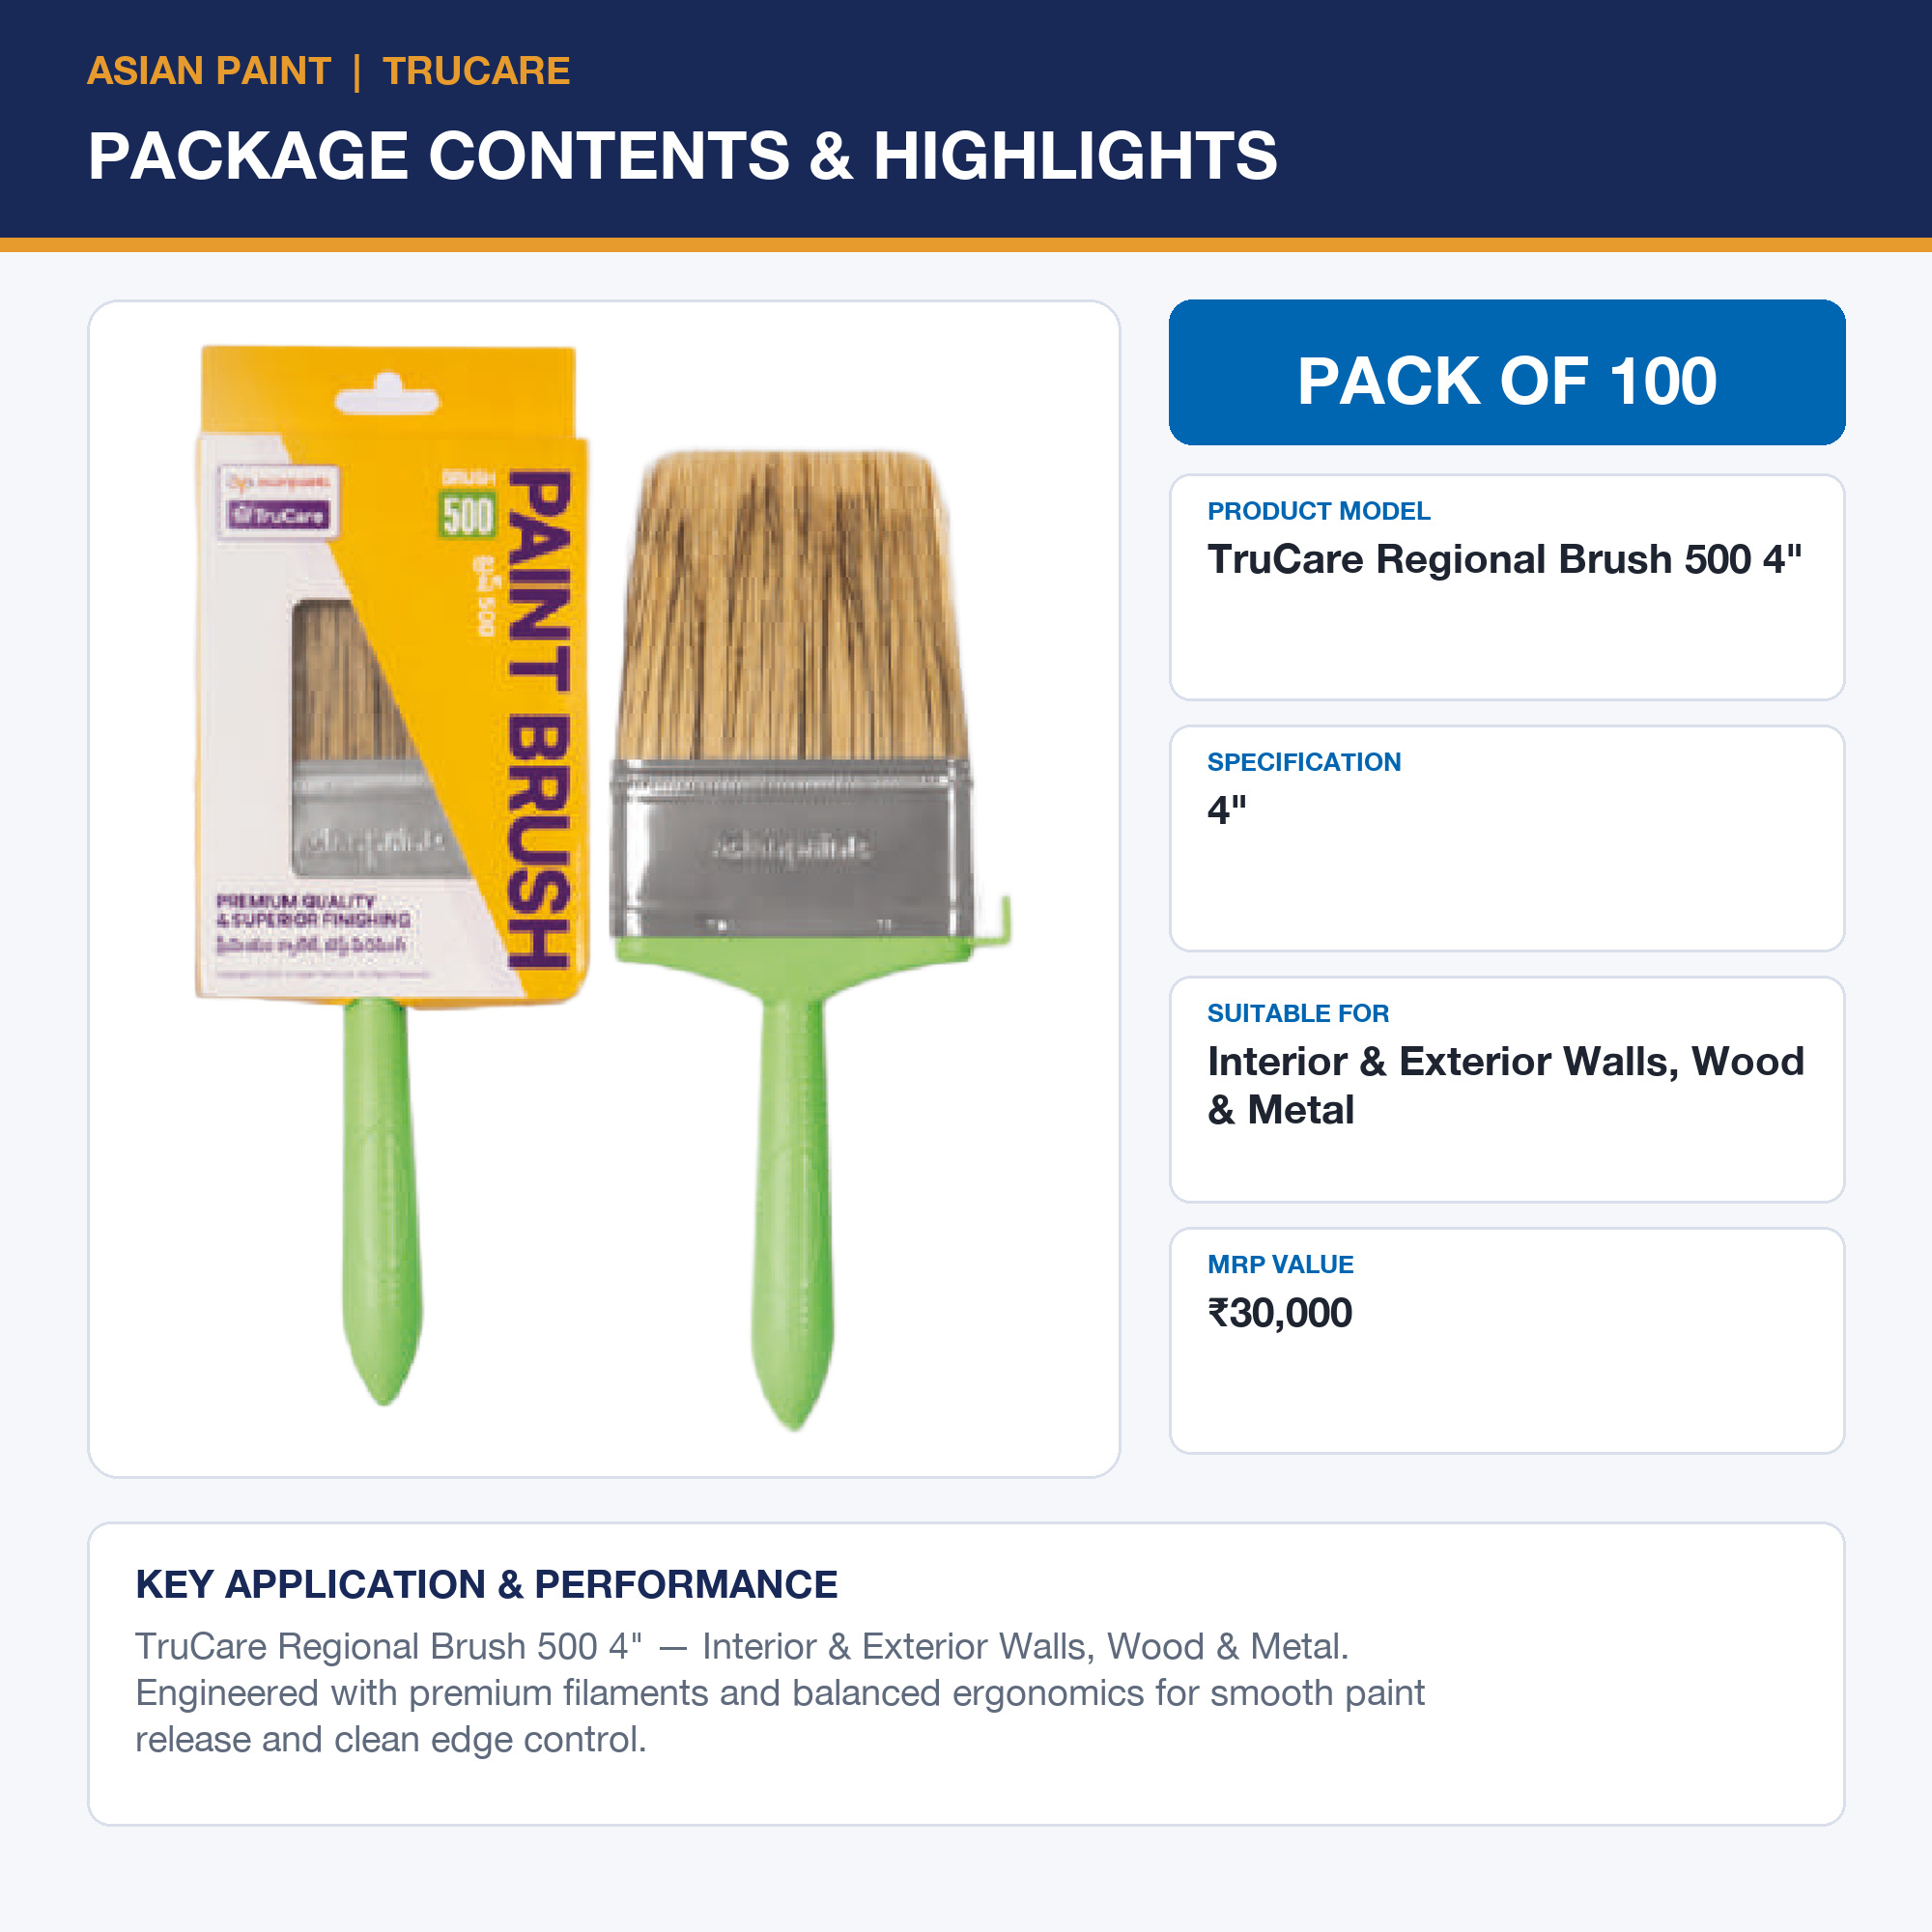 ASIAN PAINT | TRUCARE
PACKAGE CONTENTS & HIGHLIGHTS
TruCare
BRUSH
500
PAINT BRUSH
500
asianpaints
PREMIUM QUALITY
& SUPERIOR FINISHING
asianpaints
PACK OF 100
PRODUCT MODEL
TruCare Regional Brush 500 4"
SPECIFICATION
4"
SUITABLE FOR
Interior & Exterior Walls, Wood
& Metal
MRP VALUE
₹30,000
KEY APPLICATION & PERFORMANCE
TruCare Regional Brush 500 4" — Interior & Exterior Walls, Wood & Metal.
Engineered with premium filaments and balanced ergonomics for smooth paint
release and clean edge control.